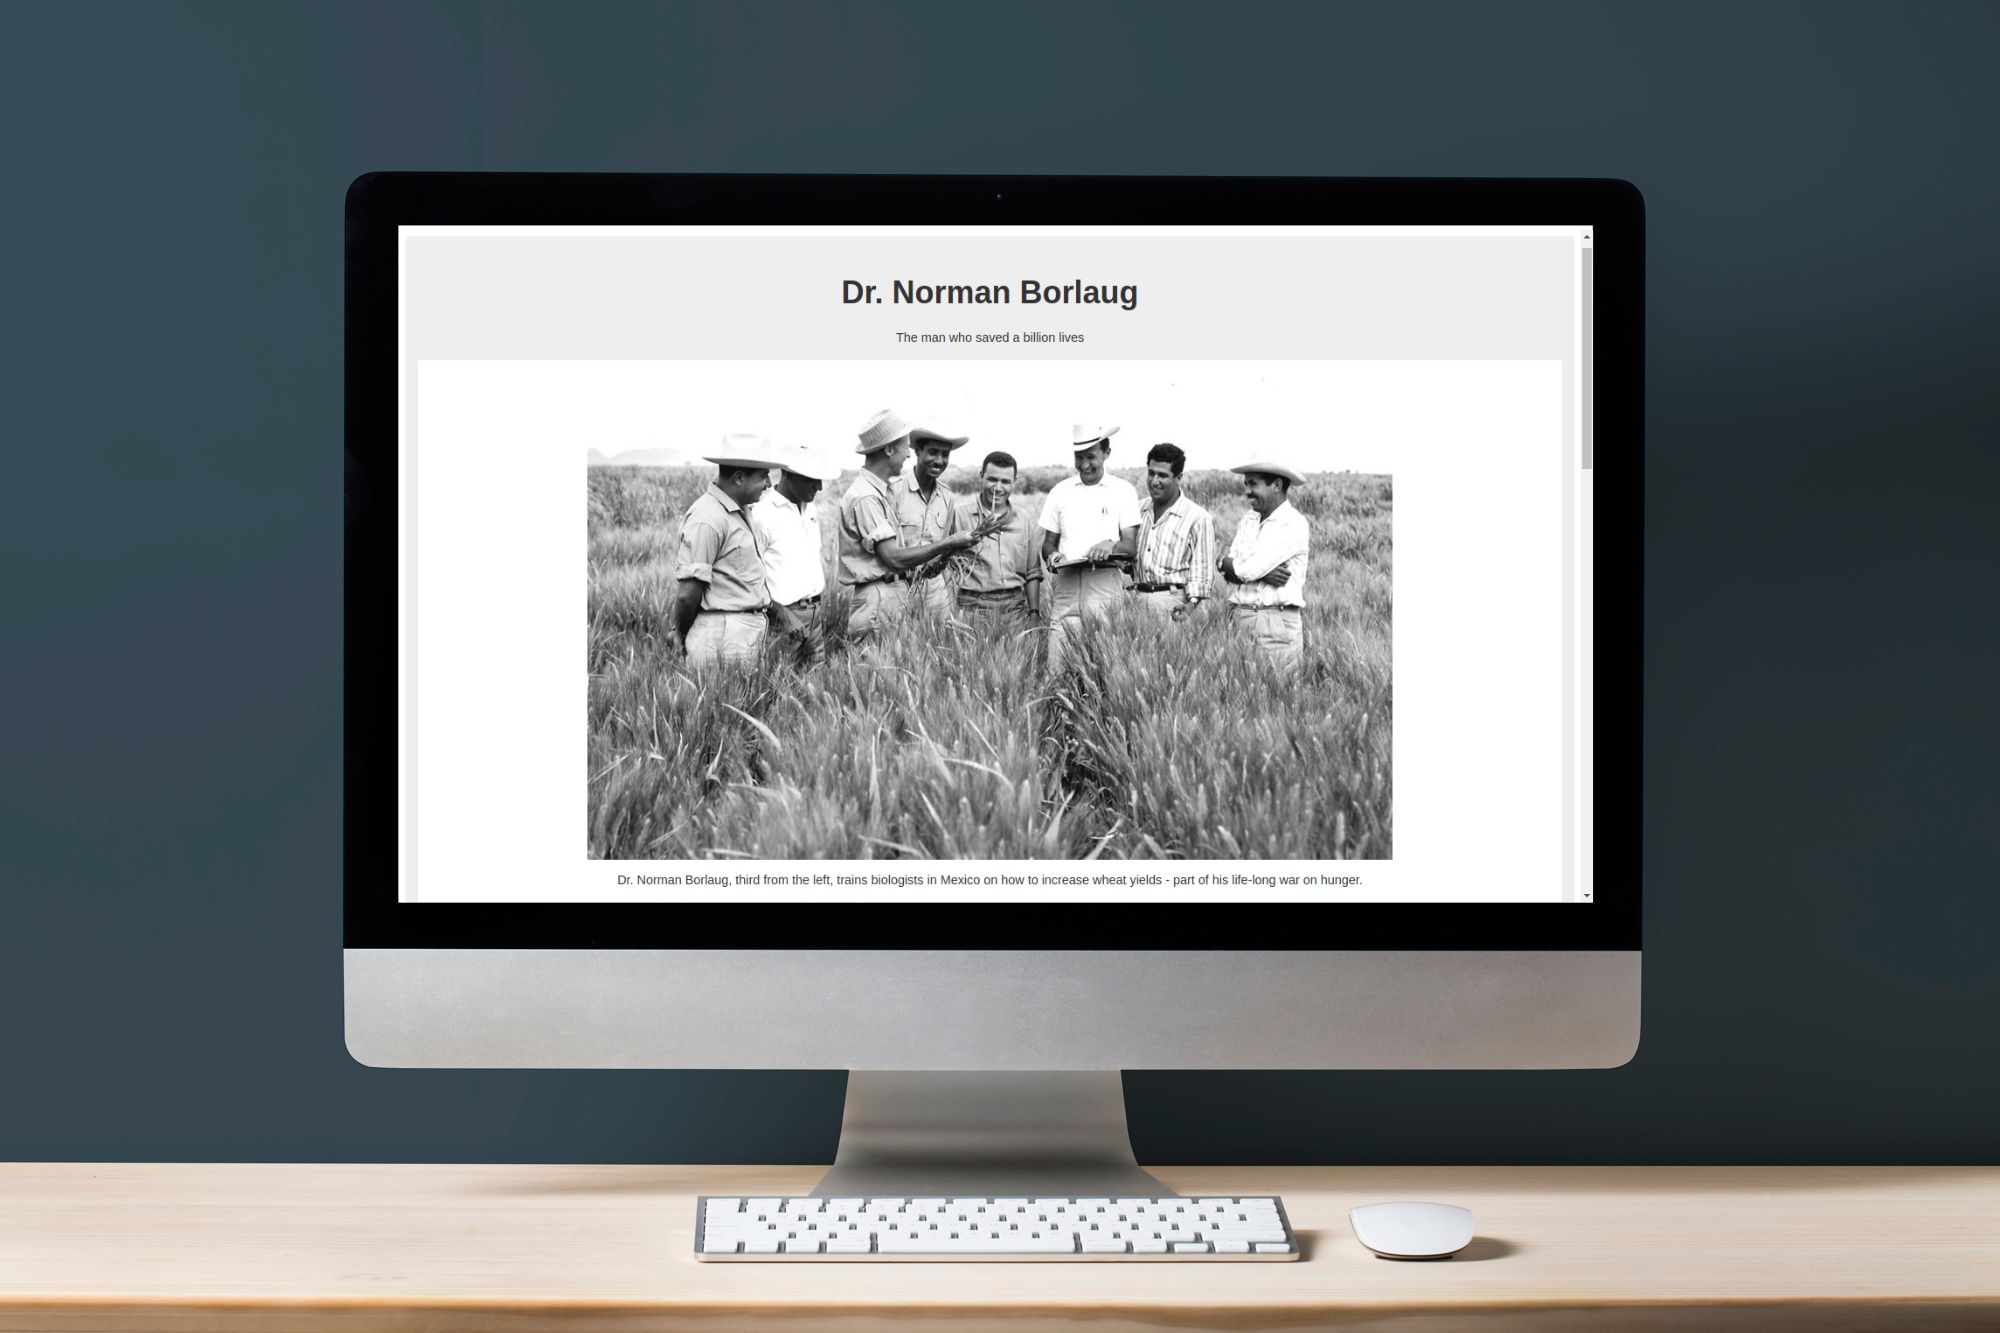 Dr. Norman Borlaug
The man who saved a billion lives
Dr. Norman Borlaug, third from the left, trains biologists in Mexico on how to increase wheat yields - part of his life-long war on hunger.